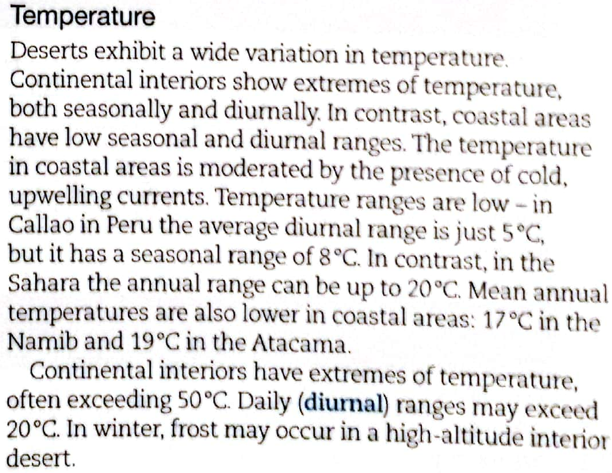 Temperature
Deserts exhibit a wide variation in temperature.
Continental interiors show extremes of temperature,
both seasonally and diurnally. In contrast, coastal areas
have low seasonal and diurnal ranges. The temperature
in coastal areas is moderated by the presence of cold,
upwelling currents. Temperature ranges are low – in
Callao in Peru the average diurnal range is just 5°C,
but it has a seasonal range of 8°C. In contrast, in the
Sahara the annual range can be up to 20°C. Mean annual
temperatures are also lower in coastal areas: 17°C in the
Namib and 19°C in the Atacama.
Continental interiors have extremes of temperature,
often exceeding 50°C. Daily (diurnal) ranges may exceed
20°C. In winter, frost may occur in a high-altitude interior
desert.